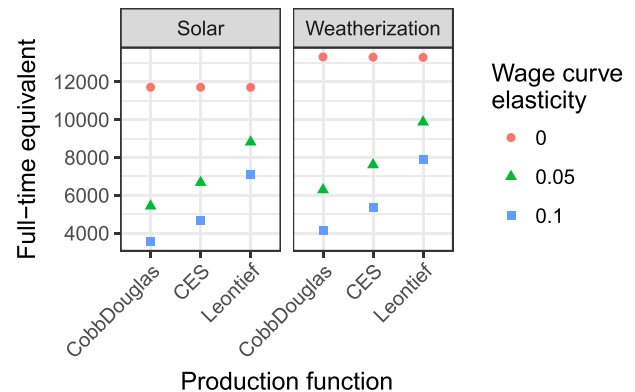 Solar
Weatherization
Full−time equivalent
12000
10000
8000
6000
4000
CobbDouglas
CES
Leontief
CobbDouglas
CES
Leontief
Production function
Wage curve
elasticity
0
0.05
0.1